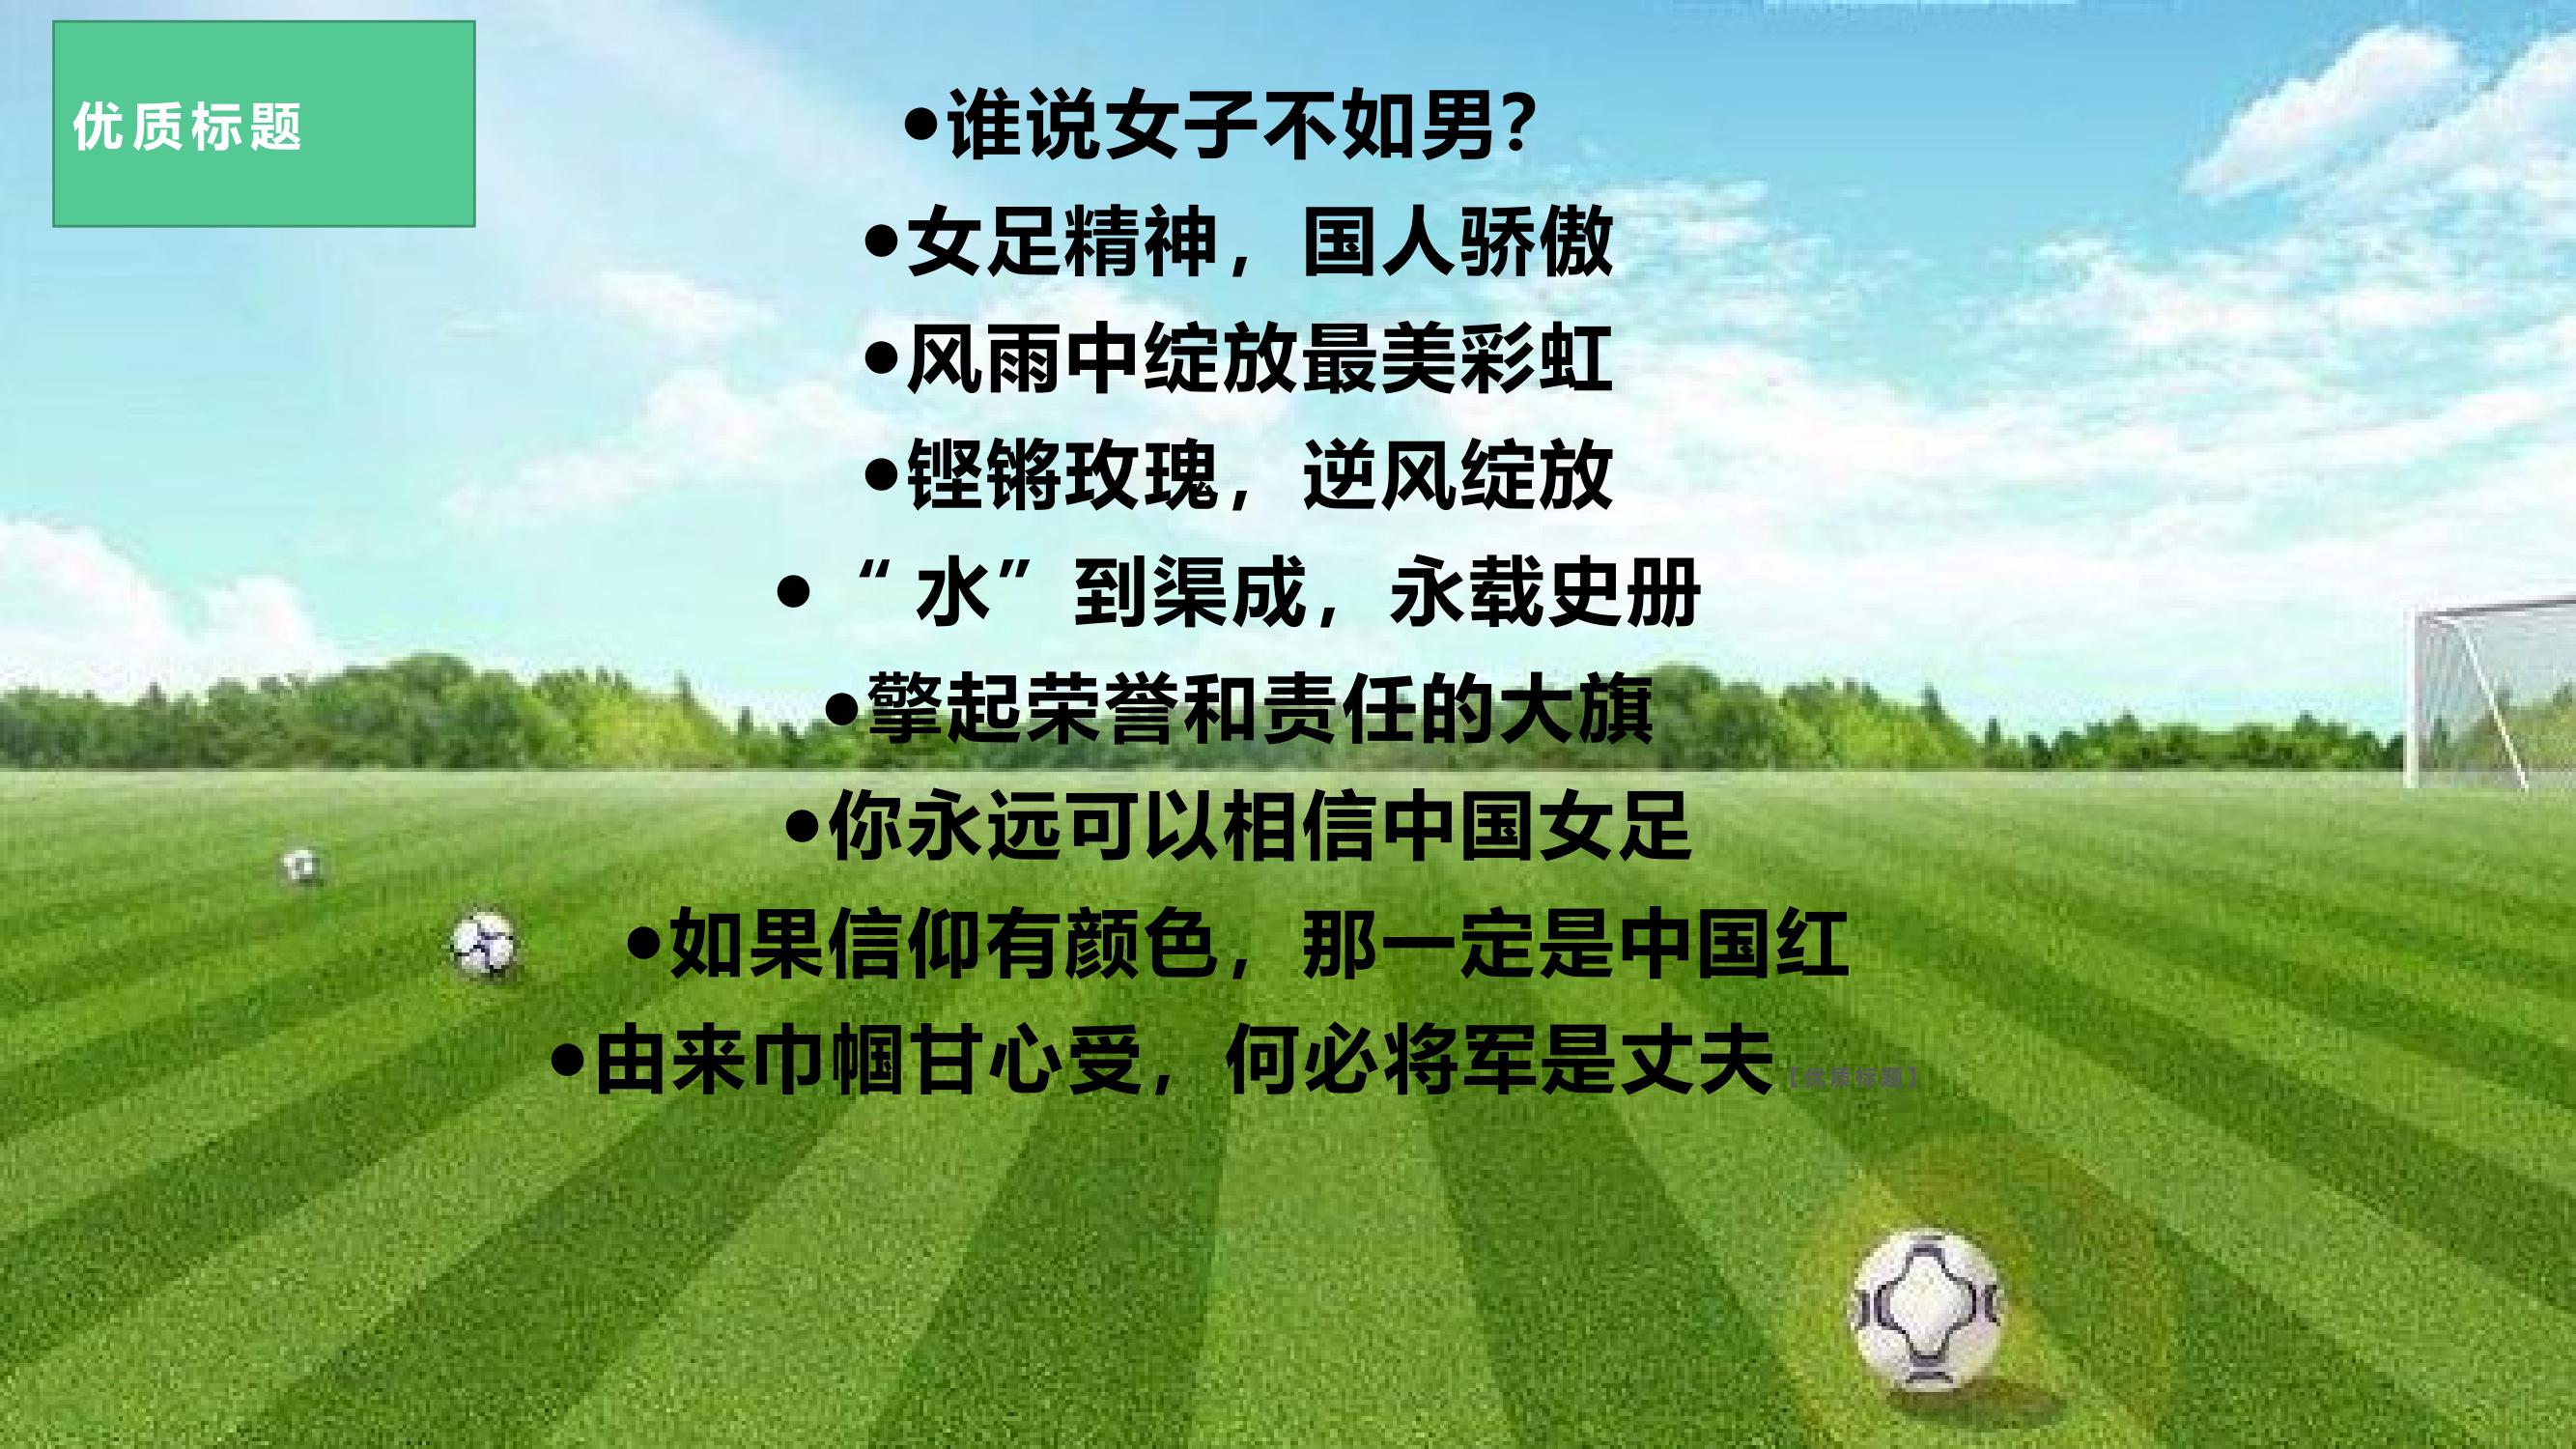 优质标题
•谁说女子不如男？
•女足精神，国人骄傲
•风雨中绽放最美彩虹
•铿锵玫瑰，逆风绽放
•“水”到渠成，永载史册
•擎起荣誉和责任的大旗
•你永远可以相信中国女足
•如果信仰有颜色，那一定是中国红
•由来巾帼甘心受，何必将军是丈夫【优质标题】